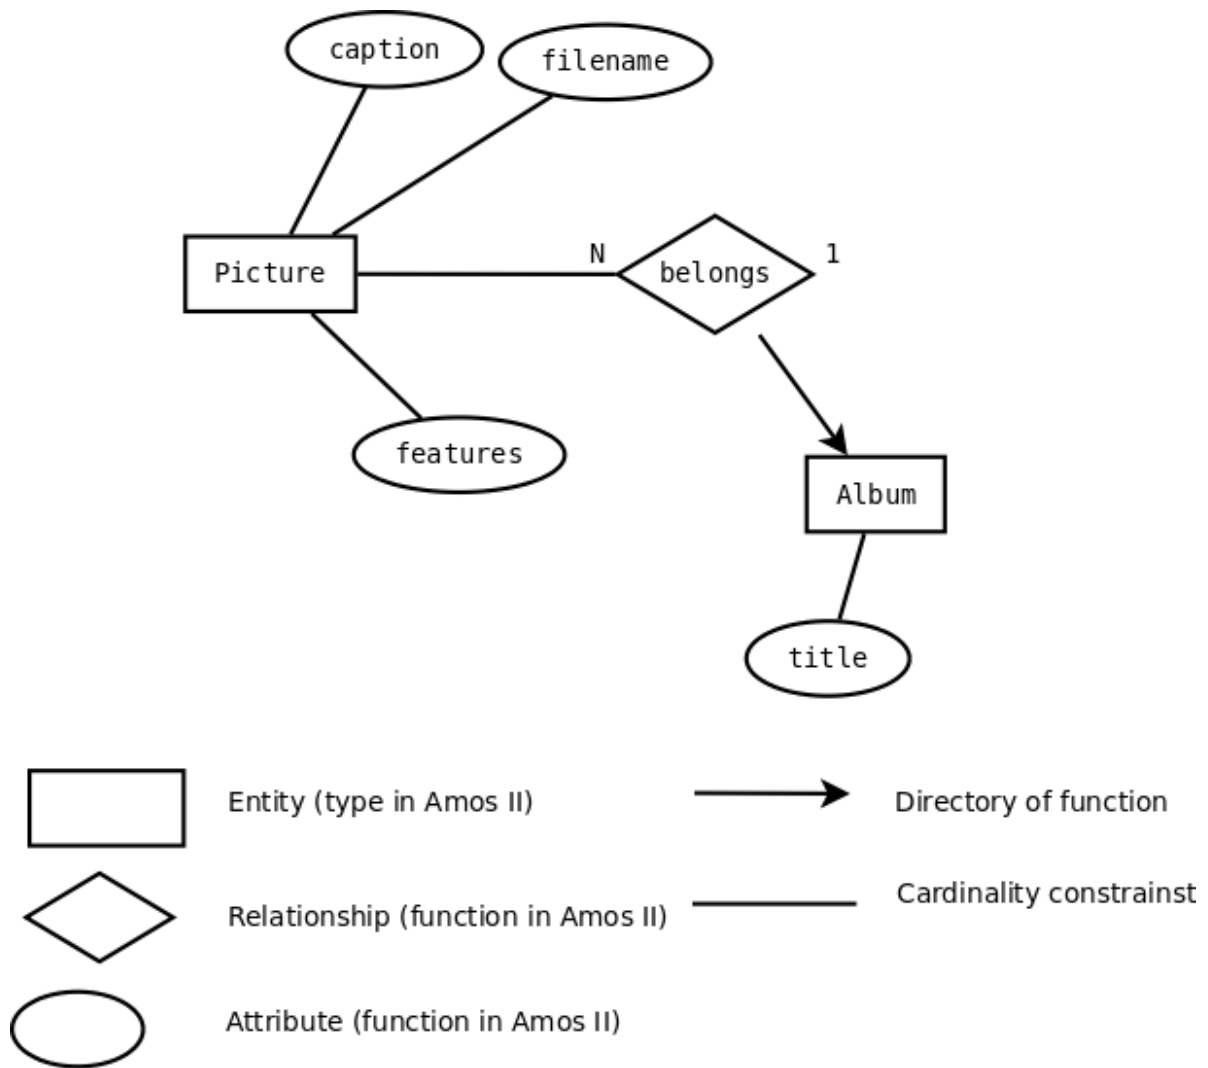 caption
filename
Picture
N
belongs
1
features
Album
title
Entity (type in Amos II)
Directory of function
Relationship (function in Amos II)
Cardinality constrainst
Attribute (function in Amos II)